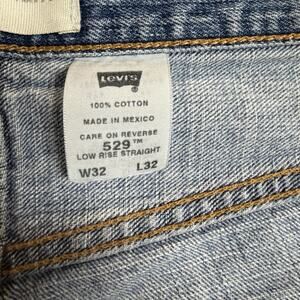 Levi's
100% COTTON
MADE IN MEXICO
CARE ON REVERSE
529™
LOW RISE STRAIGHT
W32 L32